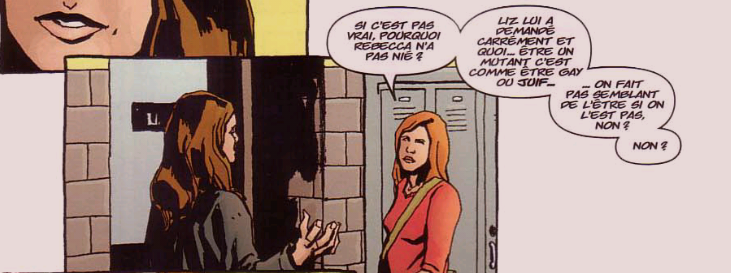 SI C'EST PAS
VRAI, POURQUOI
REBECCA N'A
PAS NIÉ ?
LIZ LUI A
DEMANDÉ
CARRÉMENT ET
QUOI... ÊTRE UN
MUTANT C'EST
COMME ÊTRE GAY
OU JUIF...
... ON FAIT
PAS SEMBLANT
DE L'ÊTRE SI ON
L'EST PAS,
NON ?
NON ?